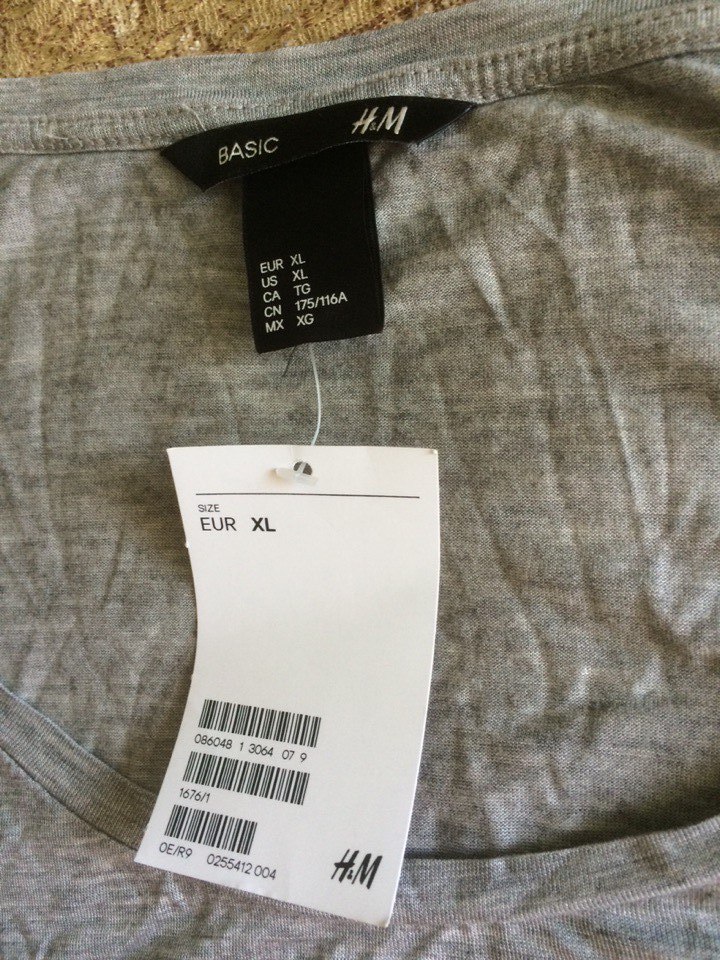 BASIC H&M
EUR XL
US XL
CA TG
CN 175/116A
MX XG
SIZE
EUR XL
086048 1 3064 07 9
1676/1
0E/R9 0255412 004
H&M